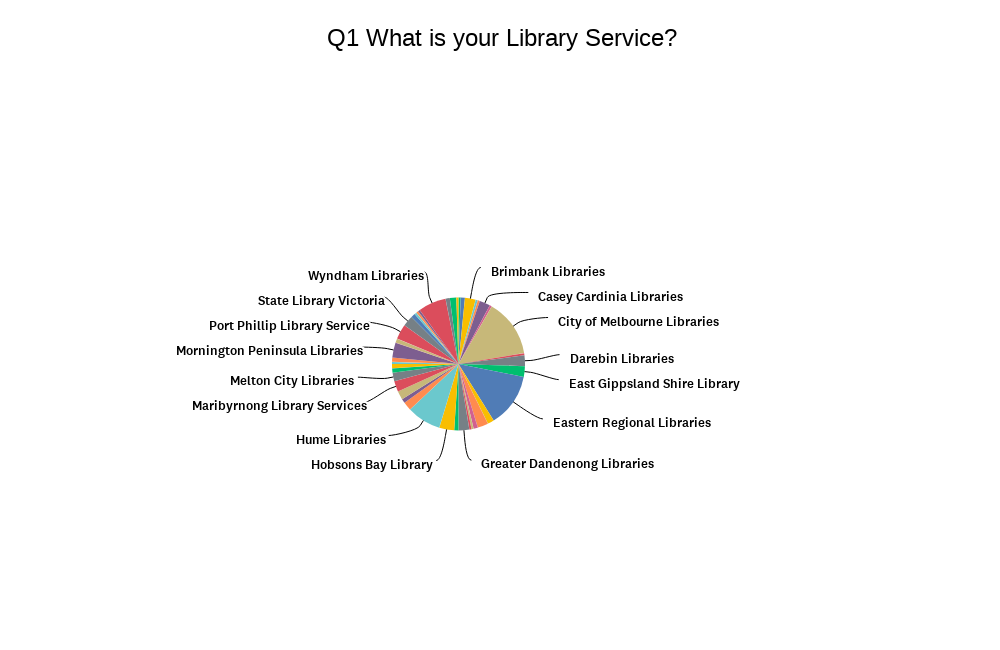 Q1 What is your Library Service?
Brimbank Libraries
Wyndham Libraries
Casey Cardinia Libraries
State Library Victoria
City of Melbourne Libraries
Port Phillip Library Service
Mornington Peninsula Libraries
Darebin Libraries
Melton City Libraries
East Gippsland Shire Library
Maribyrnong Library Services
Eastern Regional Libraries
Hume Libraries
Greater Dandenong Libraries
Hobsons Bay Library